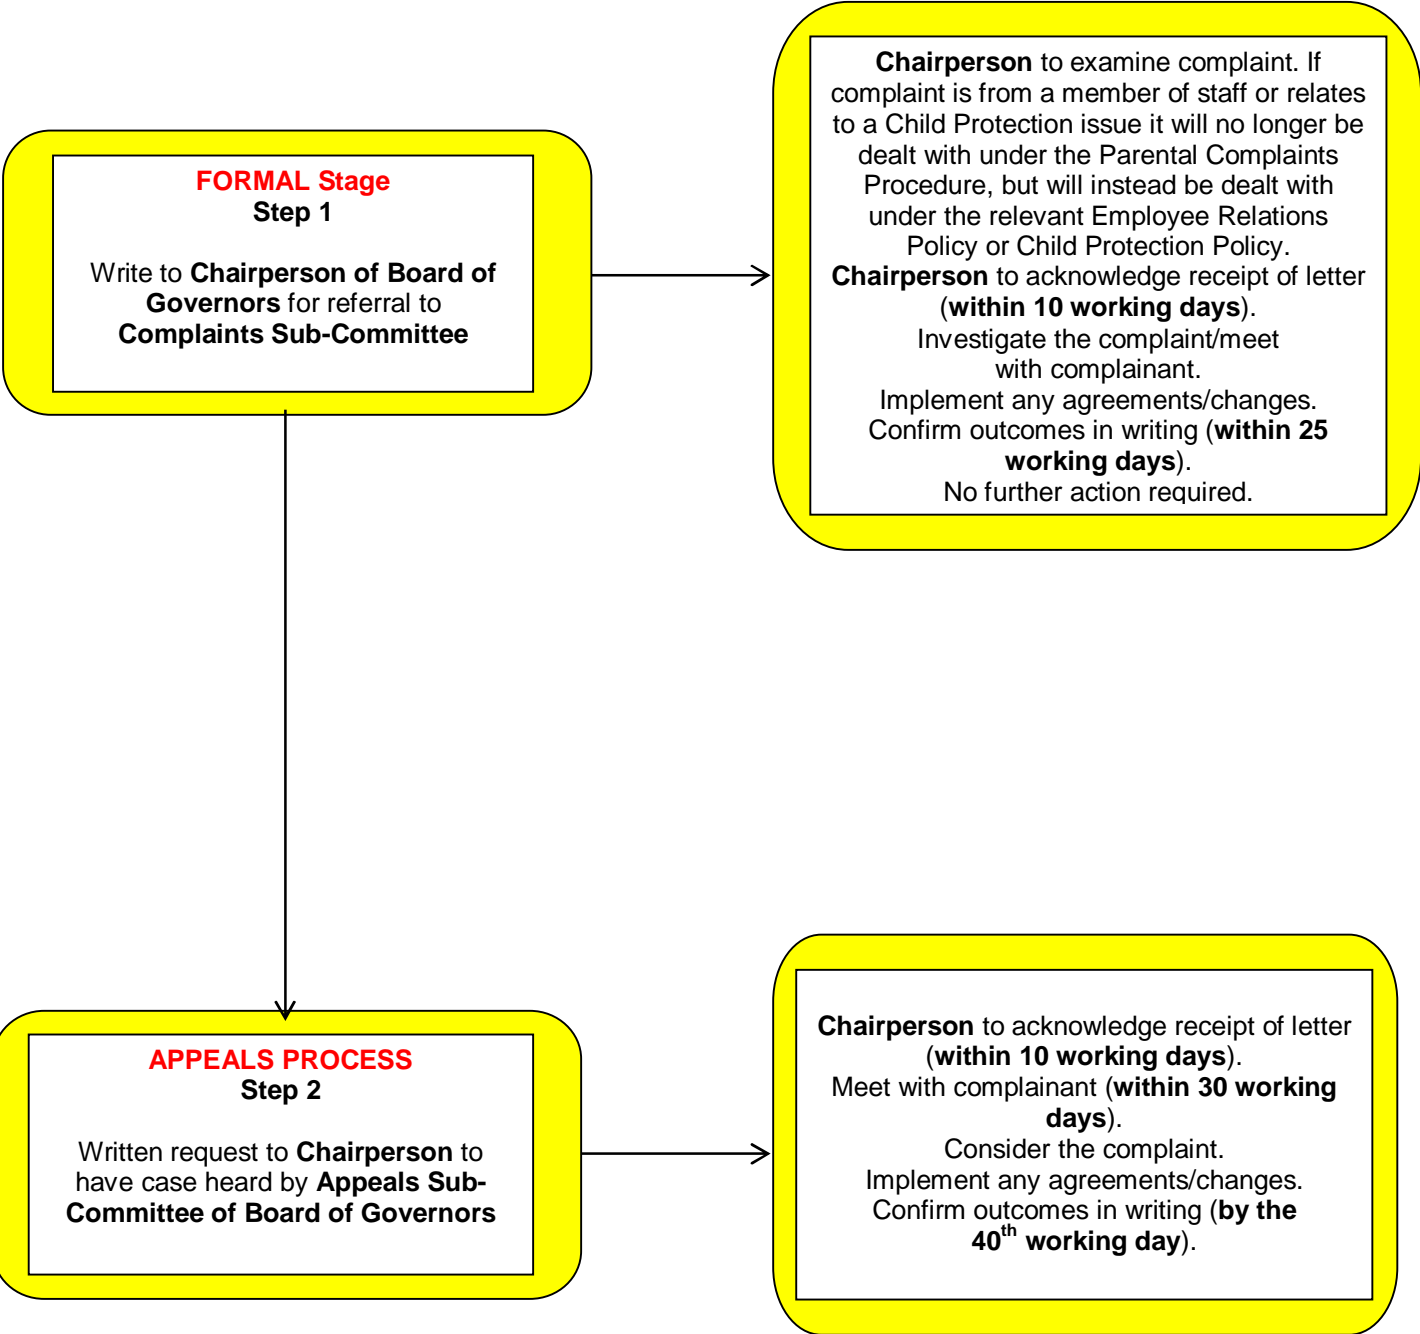 FORMAL Stage
Step 1
Write to Chairperson of Board of
Governors for referral to
Complaints Sub-Committee
Chairperson to examine complaint. If
complaint is from a member of staff or relates
to a Child Protection issue it will no longer be
dealt with under the Parental Complaints
Procedure, but will instead be dealt with
under the relevant Employee Relations
Policy or Child Protection Policy.
Chairperson to acknowledge receipt of letter
(within 10 working days).
Investigate the complaint/meet
with complainant.
Implement any agreements/changes.
Confirm outcomes in writing (within 25
working days).
No further action required.
APPEALS PROCESS
Step 2
Written request to Chairperson to
have case heard by Appeals Sub-
Committee of Board of Governors
Chairperson to acknowledge receipt of letter
(within 10 working days).
Meet with complainant (within 30 working
days).
Consider the complaint.
Implement any agreements/changes.
Confirm outcomes in writing (by the
40th working day).